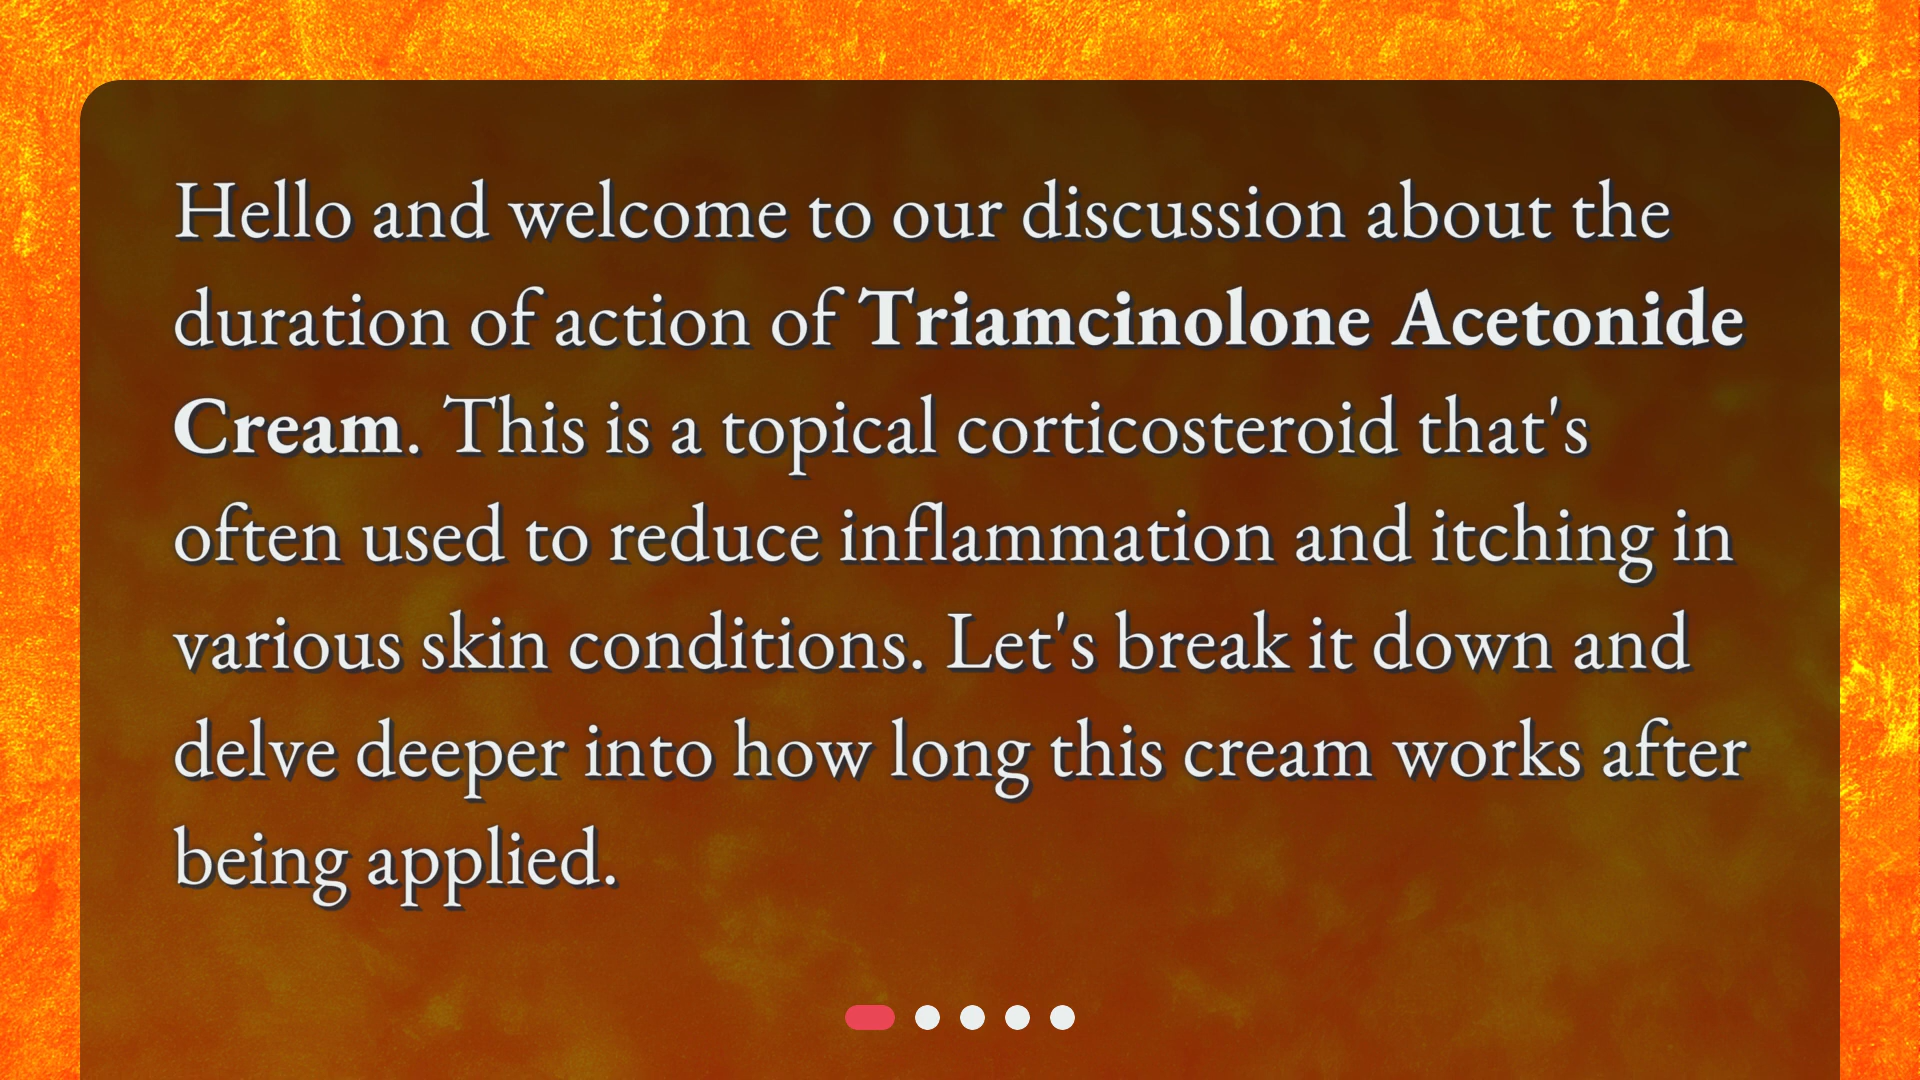 Hello and welcome to our discussion about the
duration of action of Triamcinolone Acetonide
Cream. This is a topical corticosteroid that's
often used to reduce inflammation and itching in
various skin conditions. Let's break it down and
delve deeper into how long this cream works after
being applied.